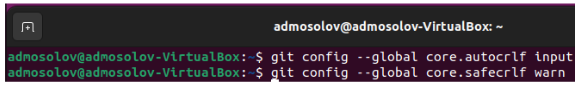 admosolov@admosolov-VirtualBox: ~
admosolov@admosolov-VirtualBox:~$ git config --global core.autocrlf input
admosolov@admosolov-VirtualBox:~$ git config --global core.safecrlf warn